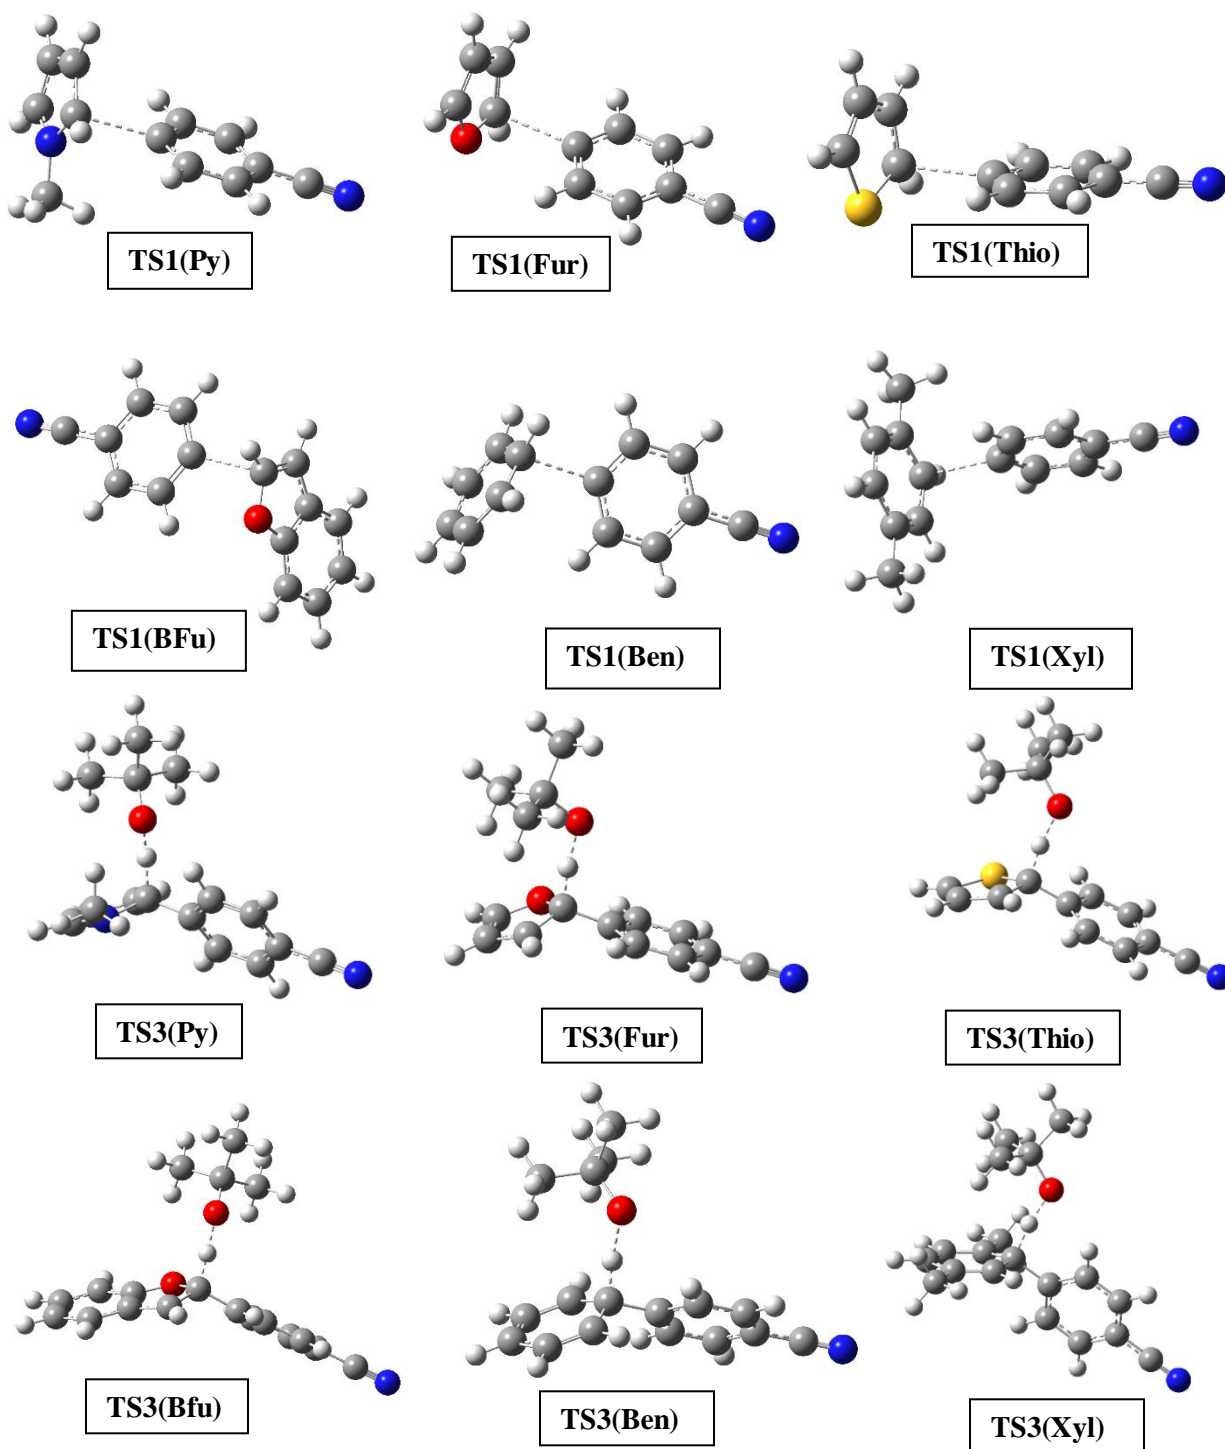 TS1(Py)
TS1(Fur)
TS1(Thio)
TS1(BFu)
TS1(Ben)
TS1(Xyl)
TS3(Py)
TS3(Fur)
TS3(Thio)
TS3(Bfu)
TS3(Ben)
TS3(Xyl)